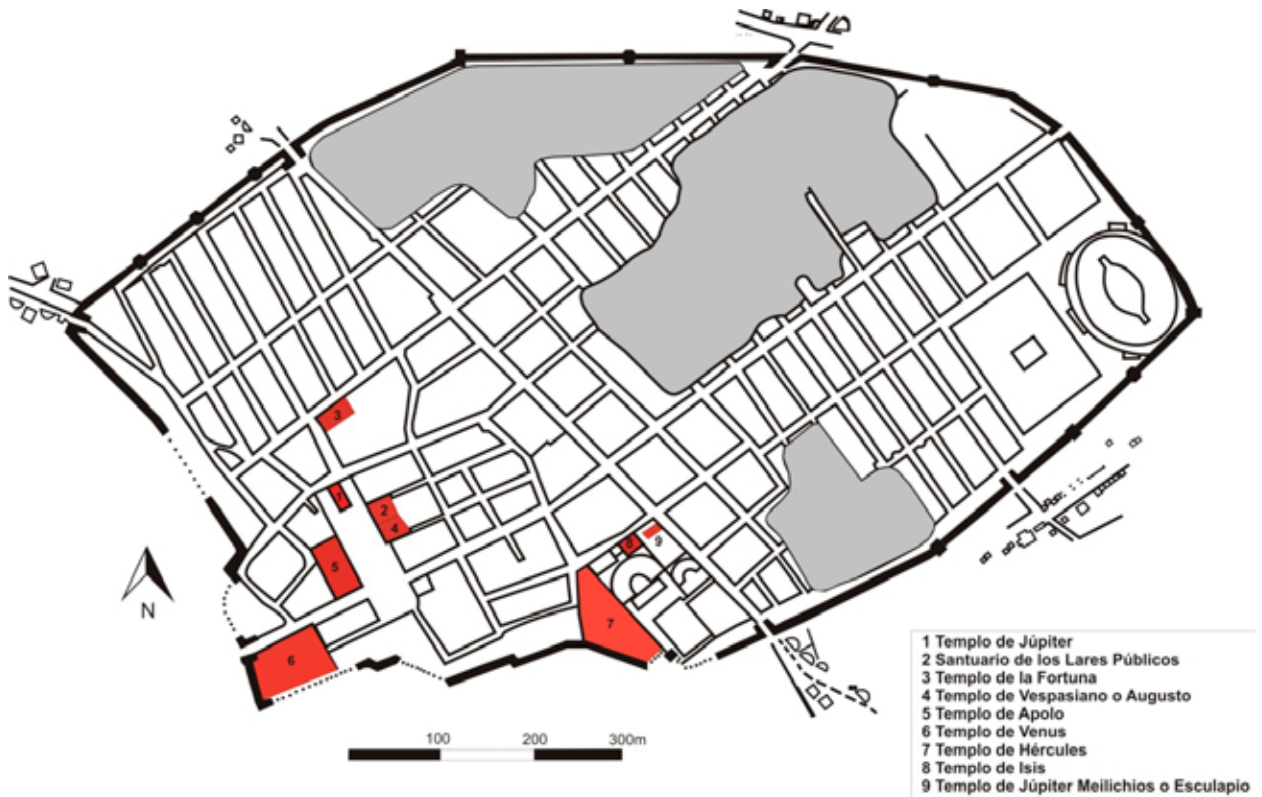 3
1
2
4
5
8
9
7
6
N
100 200 300m
1 Templo de Júpiter
2 Santuario de los Lares Públicos
3 Templo de la Fortuna
4 Templo de Vespasiano o Augusto
5 Templo de Apolo
6 Templo de Venus
7 Templo de Hércules
8 Templo de Isis
9 Templo de Júpiter Meilichios o Esculapio